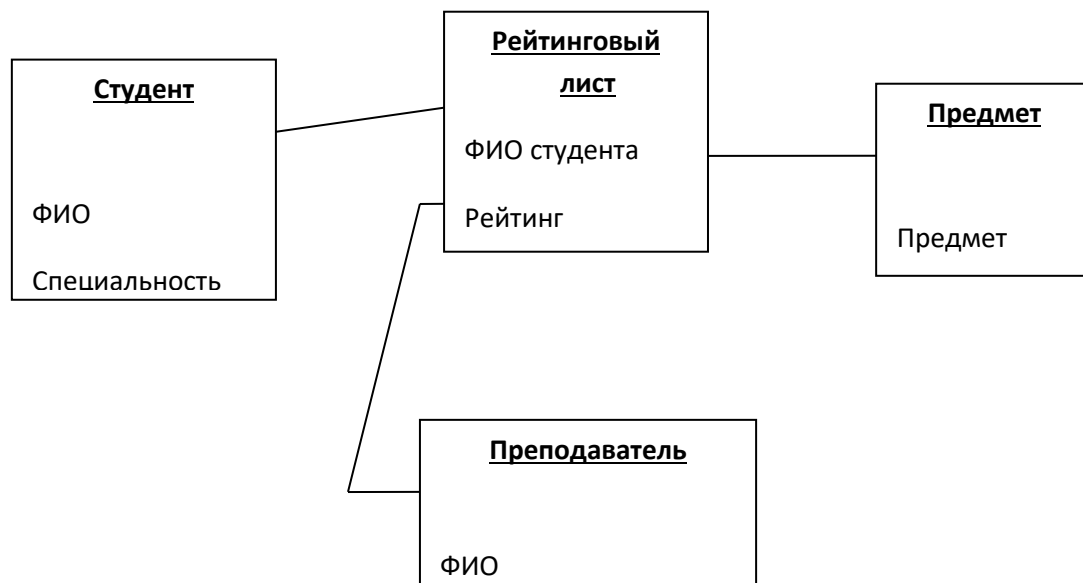 Студент
ФИО
Специальность
Рейтинговый
лист
ФИО студента
Рейтинг
Предмет
Предмет
Преподаватель
ФИО